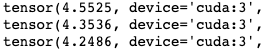 tensor(4.5525, device='cuda:3',
tensor(4.3536, device='cuda:3',
tensor(4.2486, device='cuda:3',